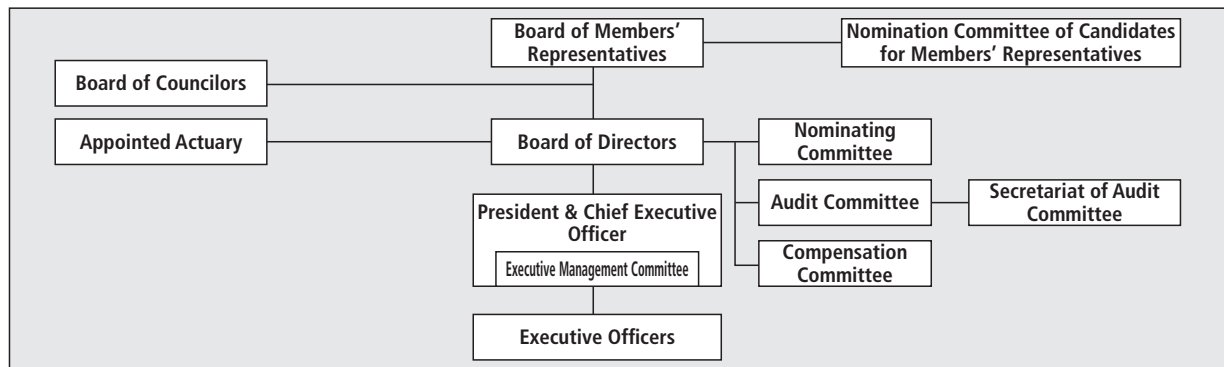 Board of Members’
Representatives
Nomination Committee of Candidates
for Members’ Representatives
Board of Councilors
Appointed Actuary
Board of Directors
Nominating
Committee
Audit Committee
Secretariat of Audit
Committee
Compensation
Committee
President & Chief Executive
Officer
Executive Management Committee
Executive Officers